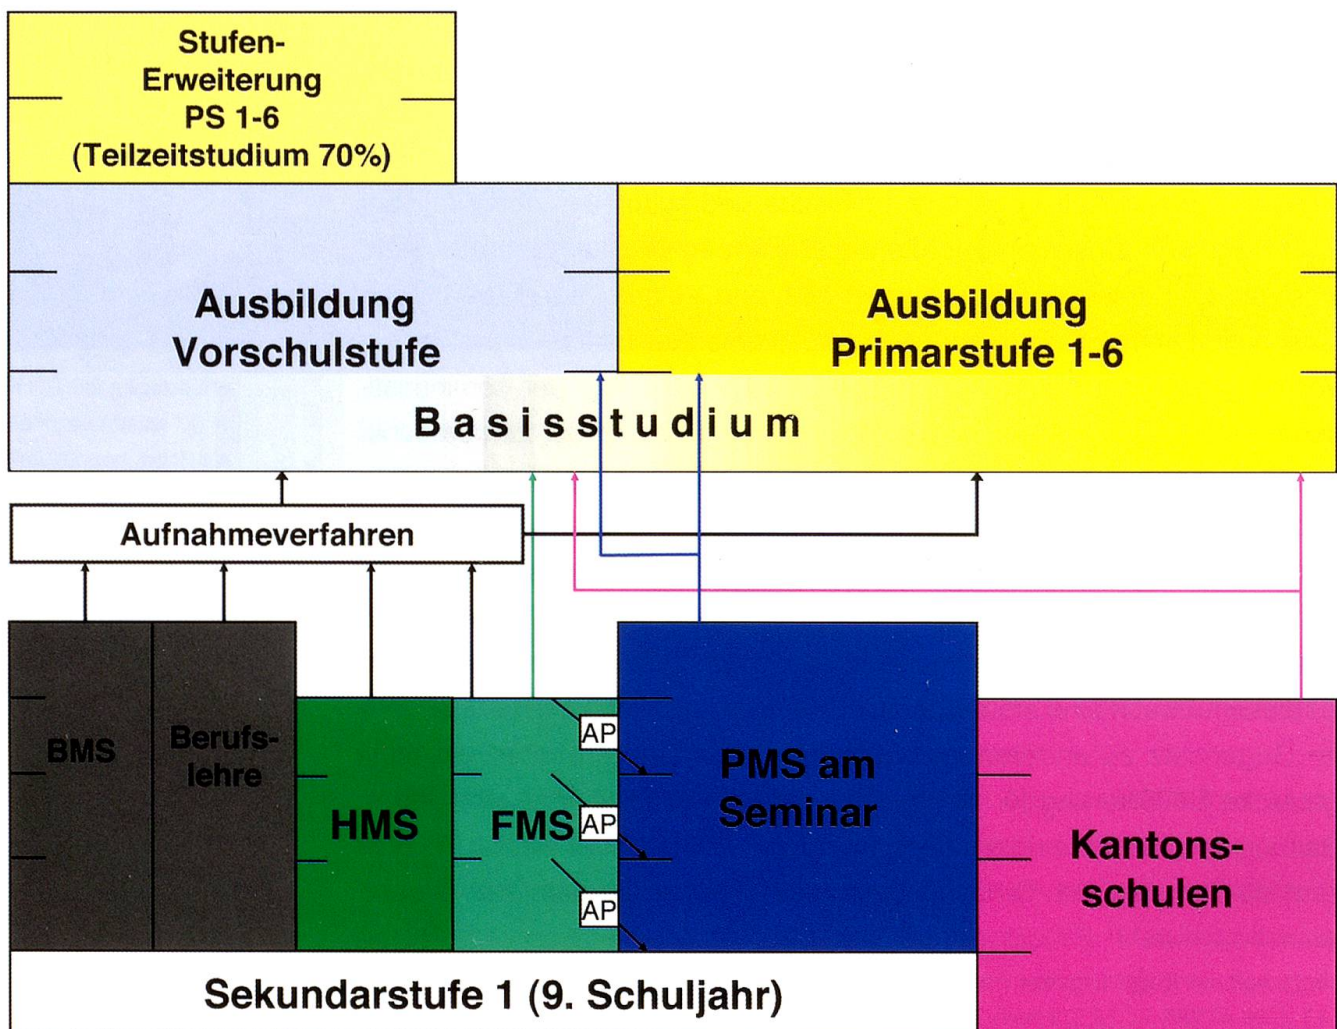 Stufen-
Erweiterung
PS 1-6
(Teilzeitstudium 70%)
Ausbildung
Vorschulstufe
Ausbildung
Primarstufe 1-6
Basisstudium
Aufnahmeverfahren
BMS
Berufs-
lehre
HMS
FMS
AP
AP
AP
PMS am
Seminar
Kantons-
schulen
Sekundarstufe 1 (9. Schuljahr)